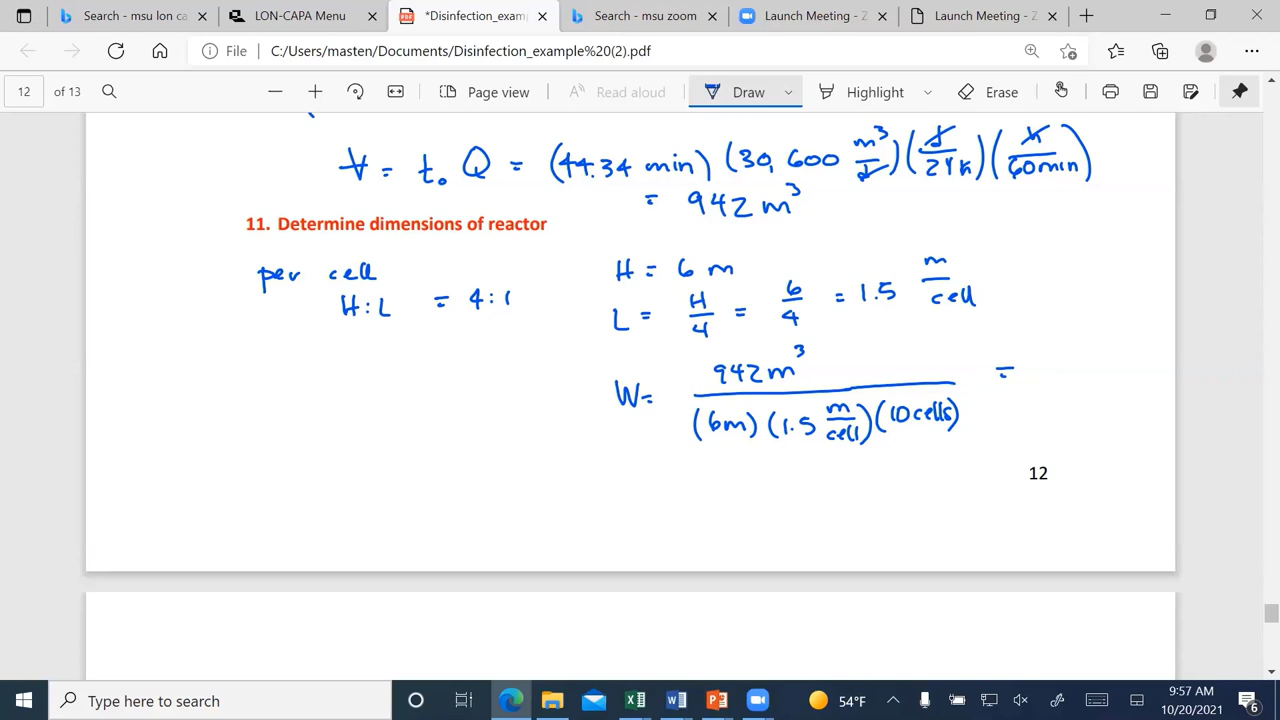 Search - msu lon ca
LON-CAPA Menu
*Disinfection_exam
Search - msu zoom
Launch Meeting - Z
Launch Meeting - Z
File C:/Users/masten/Documents/Disinfection_example%20(2).pdf
12 of 13
Page view
Read aloud
Draw
Highlight
Erase
V = t₀ Q = (44.34 min) (30,600 m³/d) (d/24h) (h/60min)
= 942 m³
11. Determine dimensions of reactor
per cell
H:L = 4:1
H = 6 m
L = H/4 = 6/4 = 1.5 m/cell
W = 942 m³ / (6m) (1.5 m/cell) (10 cells) =
12
Type here to search
54°F
9:57 AM
10/20/2021
6